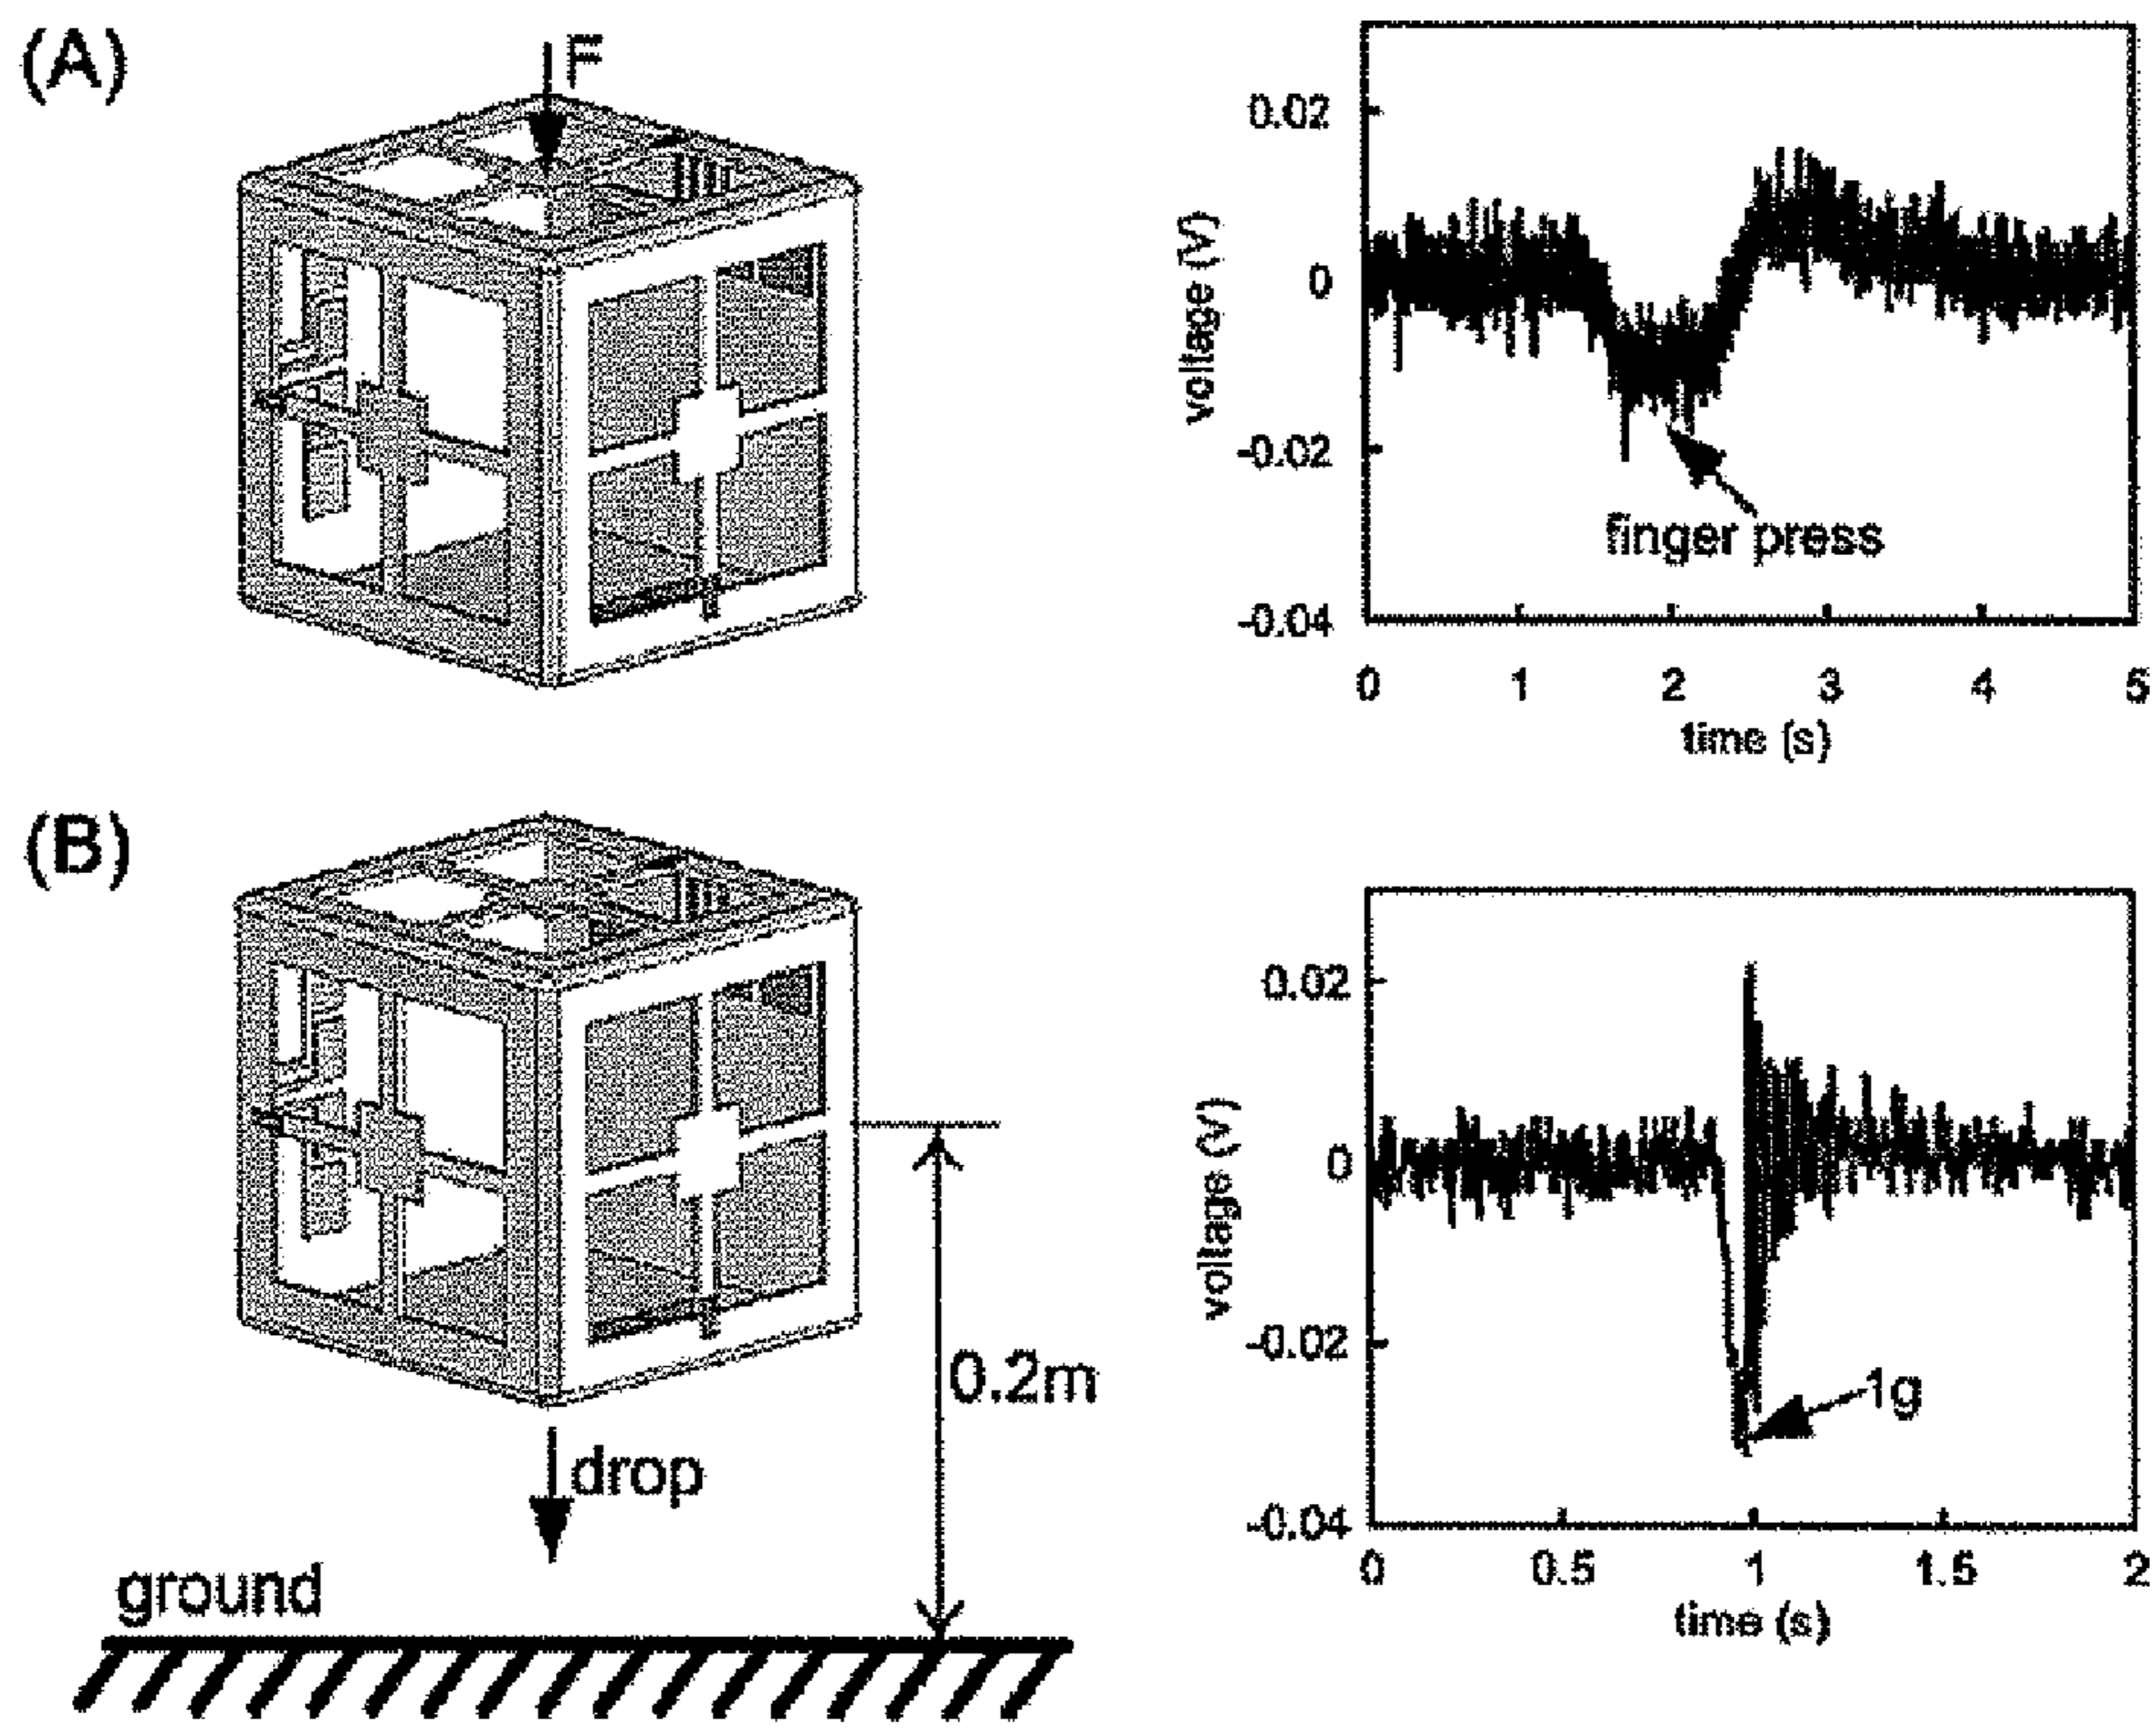 (A)
F
voltage (V)
0.02
0
-0.02
-0.04
finger press
0 1 2 3 4 5
time (s)
(B)
drop
0.2m
ground
voltage (V)
0.02
0
-0.02
-0.04
1g
0 0.5 1 1.5 2
time (s)